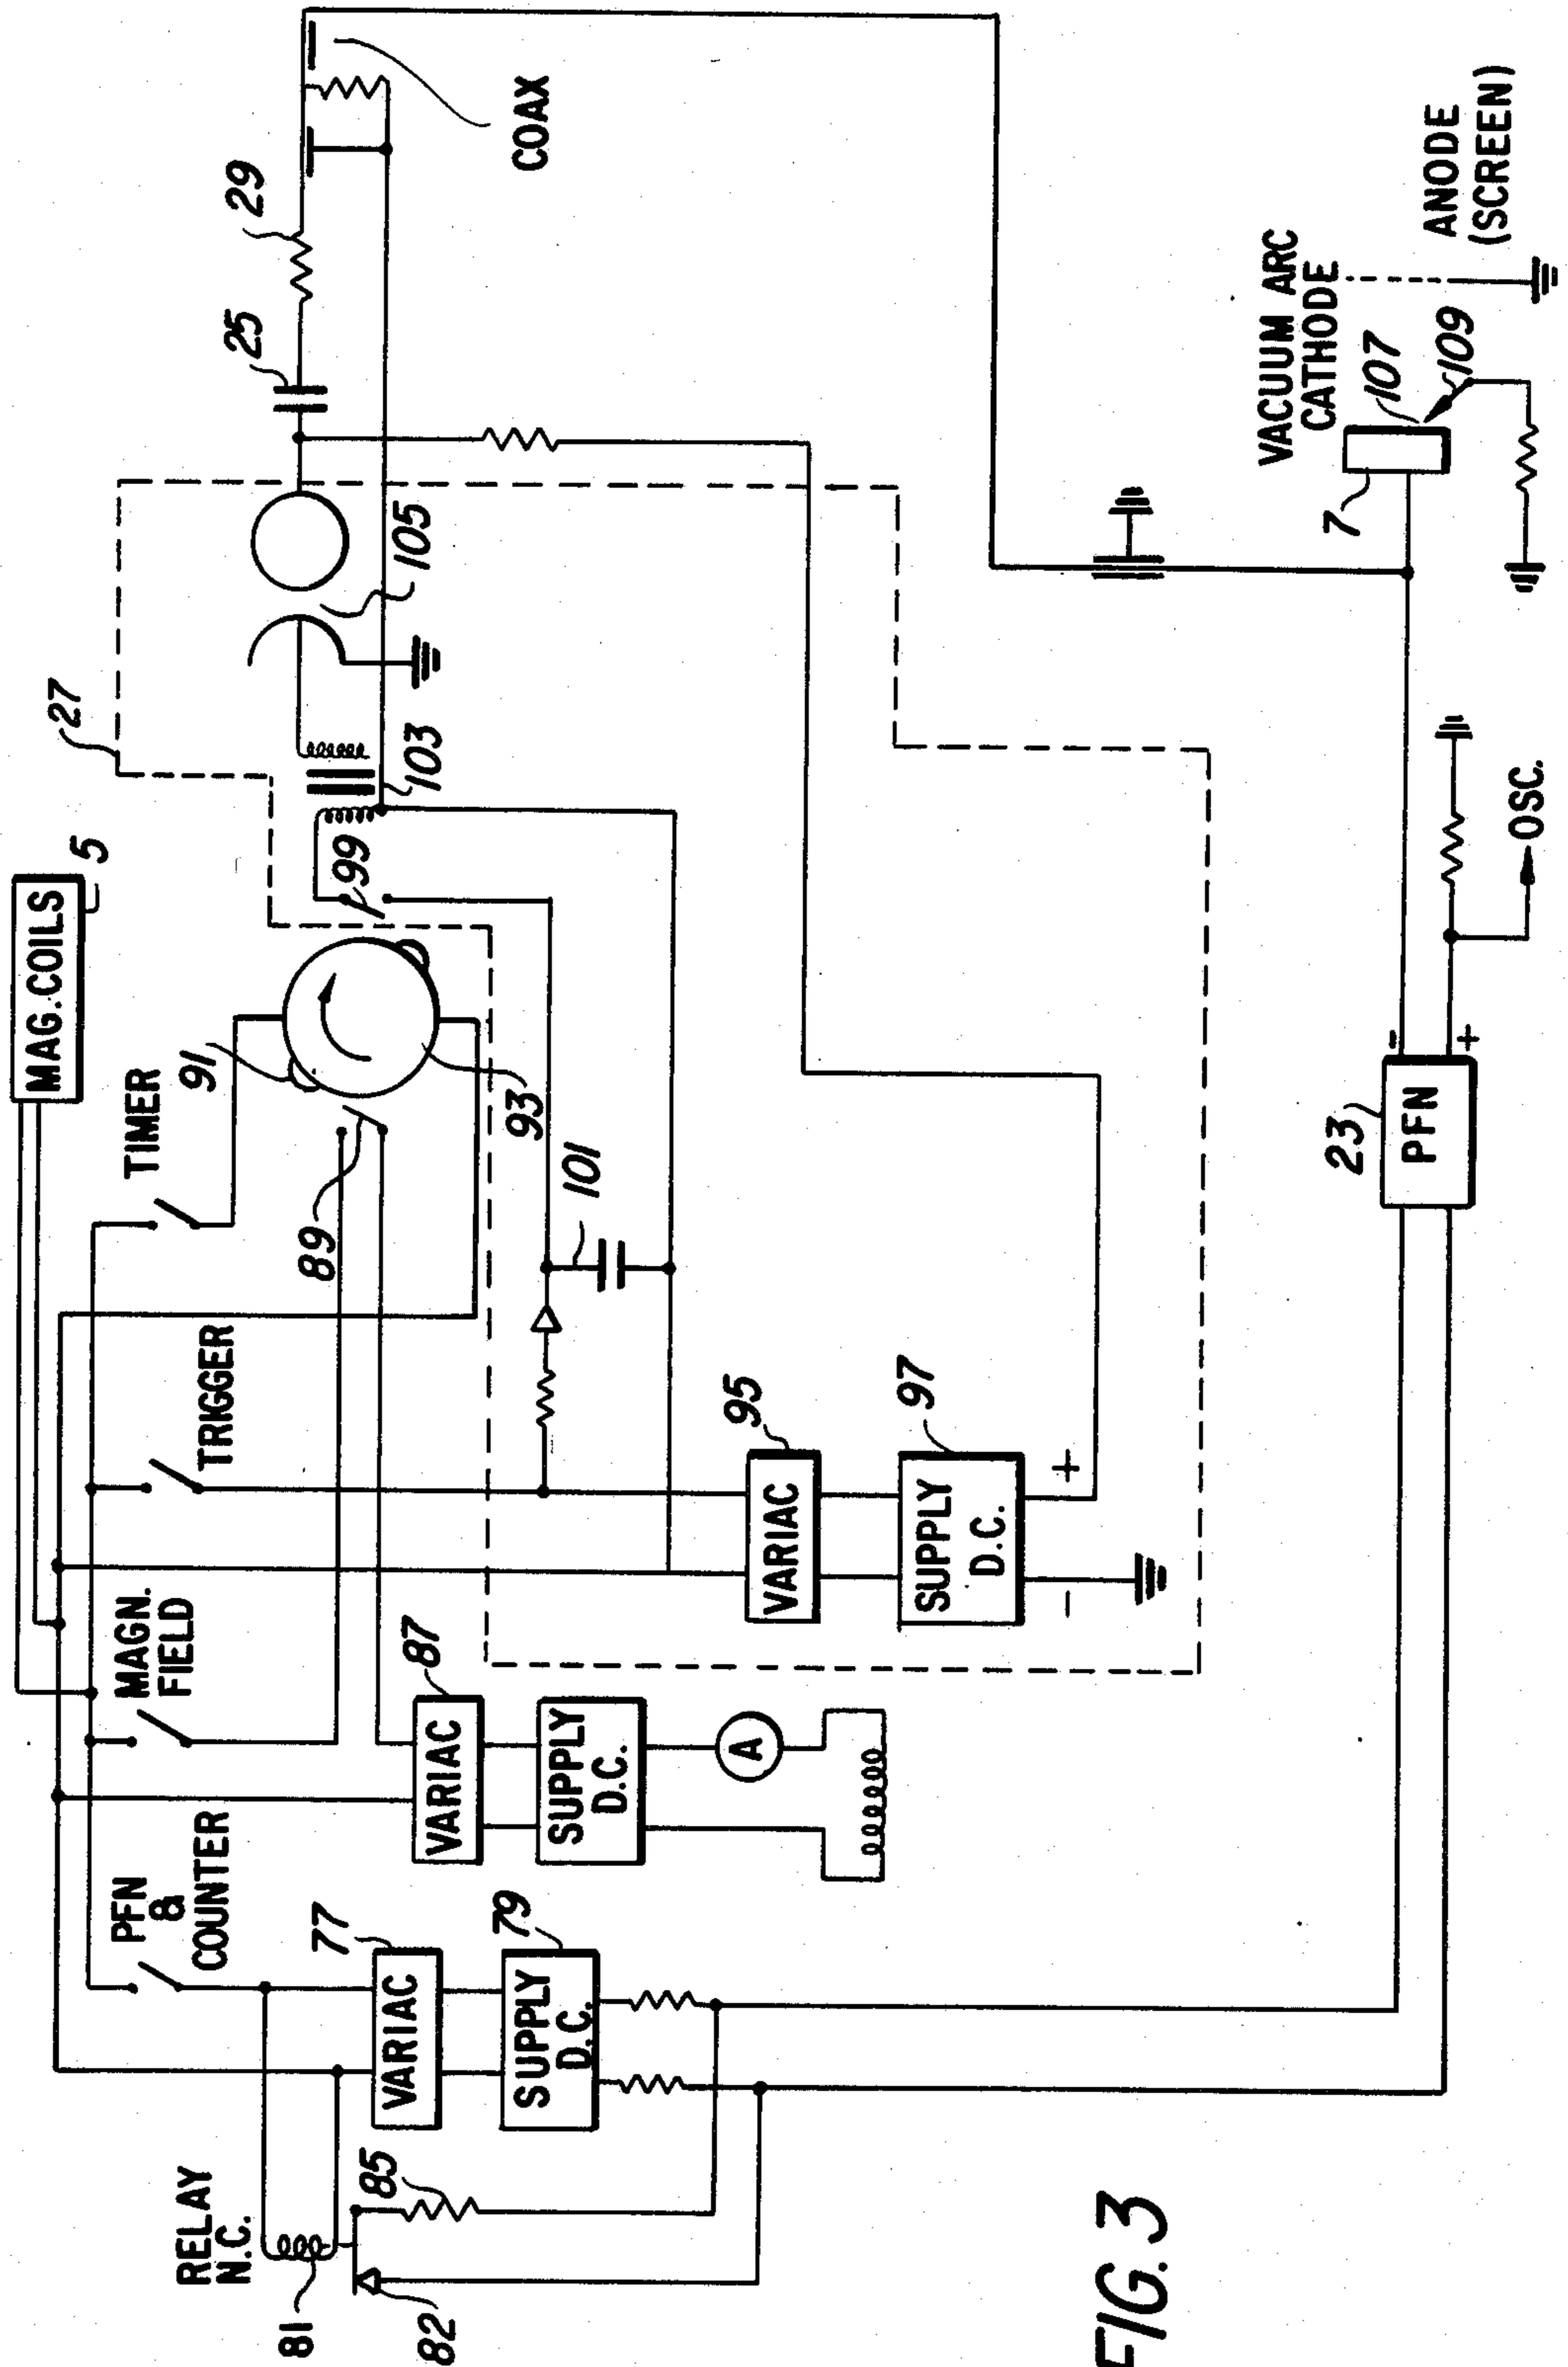 MAG. COILS
5
27
29
COAX
25
105
103
99
TIMER
91
93
89
101
TRIGGER
MAGN.
FIELD
PFN
&
COUNTER
RELAY
N.C.
81
82
85
77
VARIAC
79
SUPPLY
D.C.
87
VARIAC
SUPPLY
D.C.
A
95
VARIAC
97
SUPPLY
D.C.
+
−
VACUUM ARC
CATHODE
ANODE
(SCREEN)
7
107
109
23
PFN
-
+
OSC.
FIG. 3